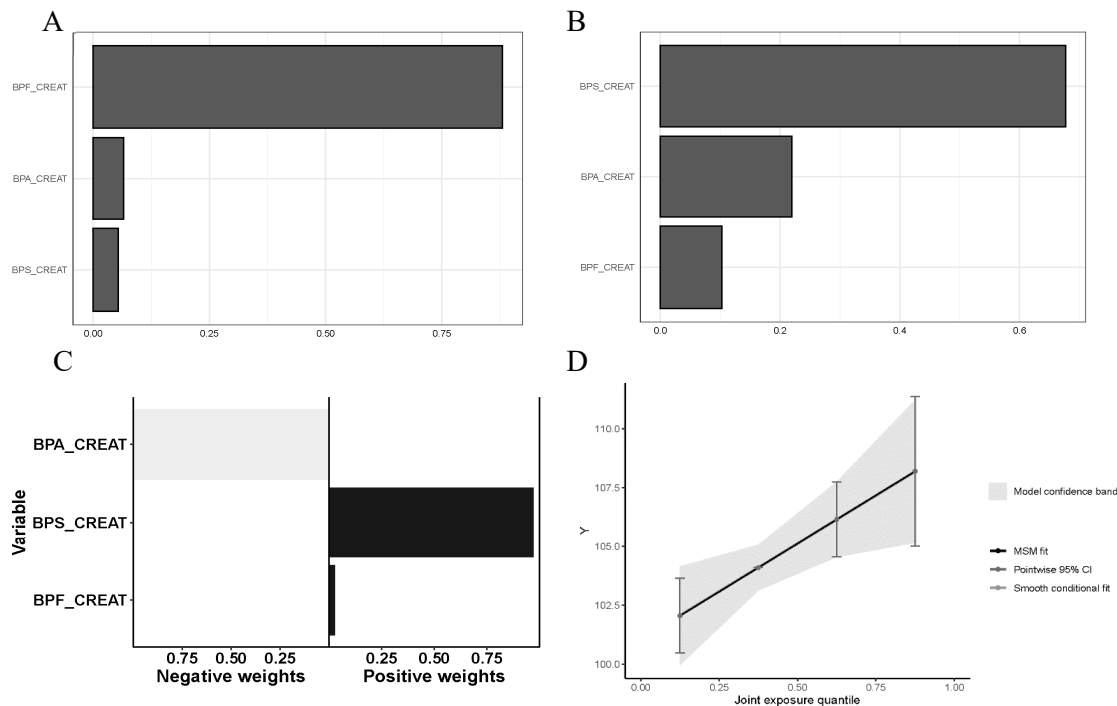 A
BPF_CREAT
BPA_CREAT
BPS_CREAT
0.00 0.25 0.50 0.75
B
BPS_CREAT
BPA_CREAT
BPF_CREAT
0.0 0.2 0.4 0.6
C
Variable
BPA_CREAT
BPS_CREAT
BPF_CREAT
0.75 0.50 0.25 0.25 0.50 0.75
Negative weights Positive weights
D
Y
110.0
107.5
105.0
102.5
100.0
0.00 0.25 0.50 0.75 1.00
Joint exposure quantile
Model confidence band
MSM fit
Pointwise 95% CI
Smooth conditional fit